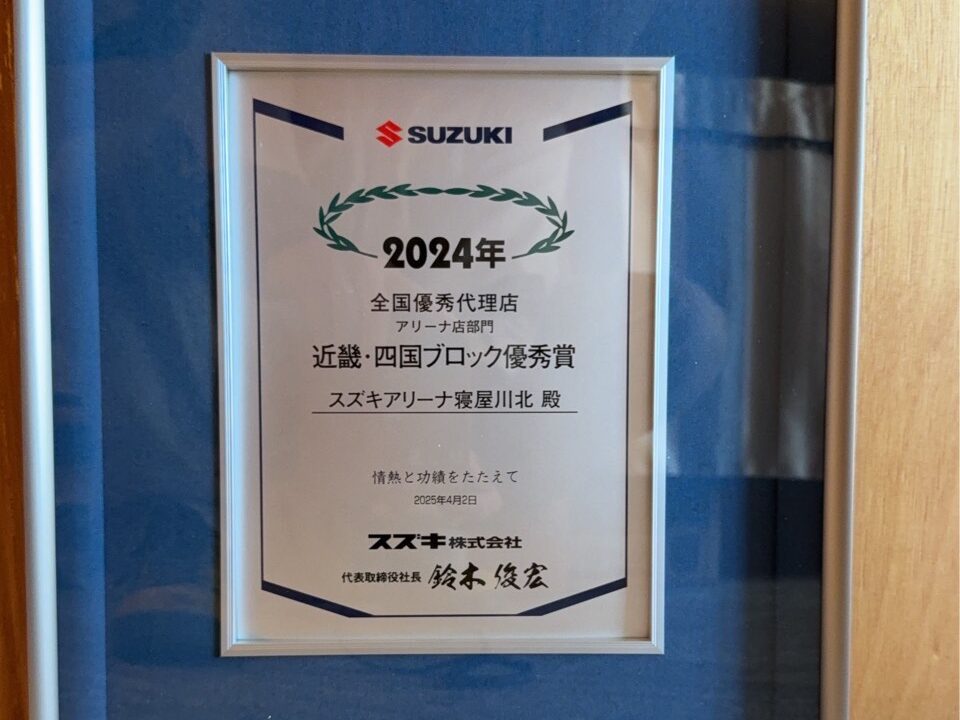 SUZUKI
2024年
全国優秀代理店
アリーナ店部門
近畿・四国ブロック優秀賞
スズキアリーナ寝屋川北 殿
情熱と功績をたたえて
2025年4月2日
スズキ株式会社
代表取締役社長 鈴木俊宏